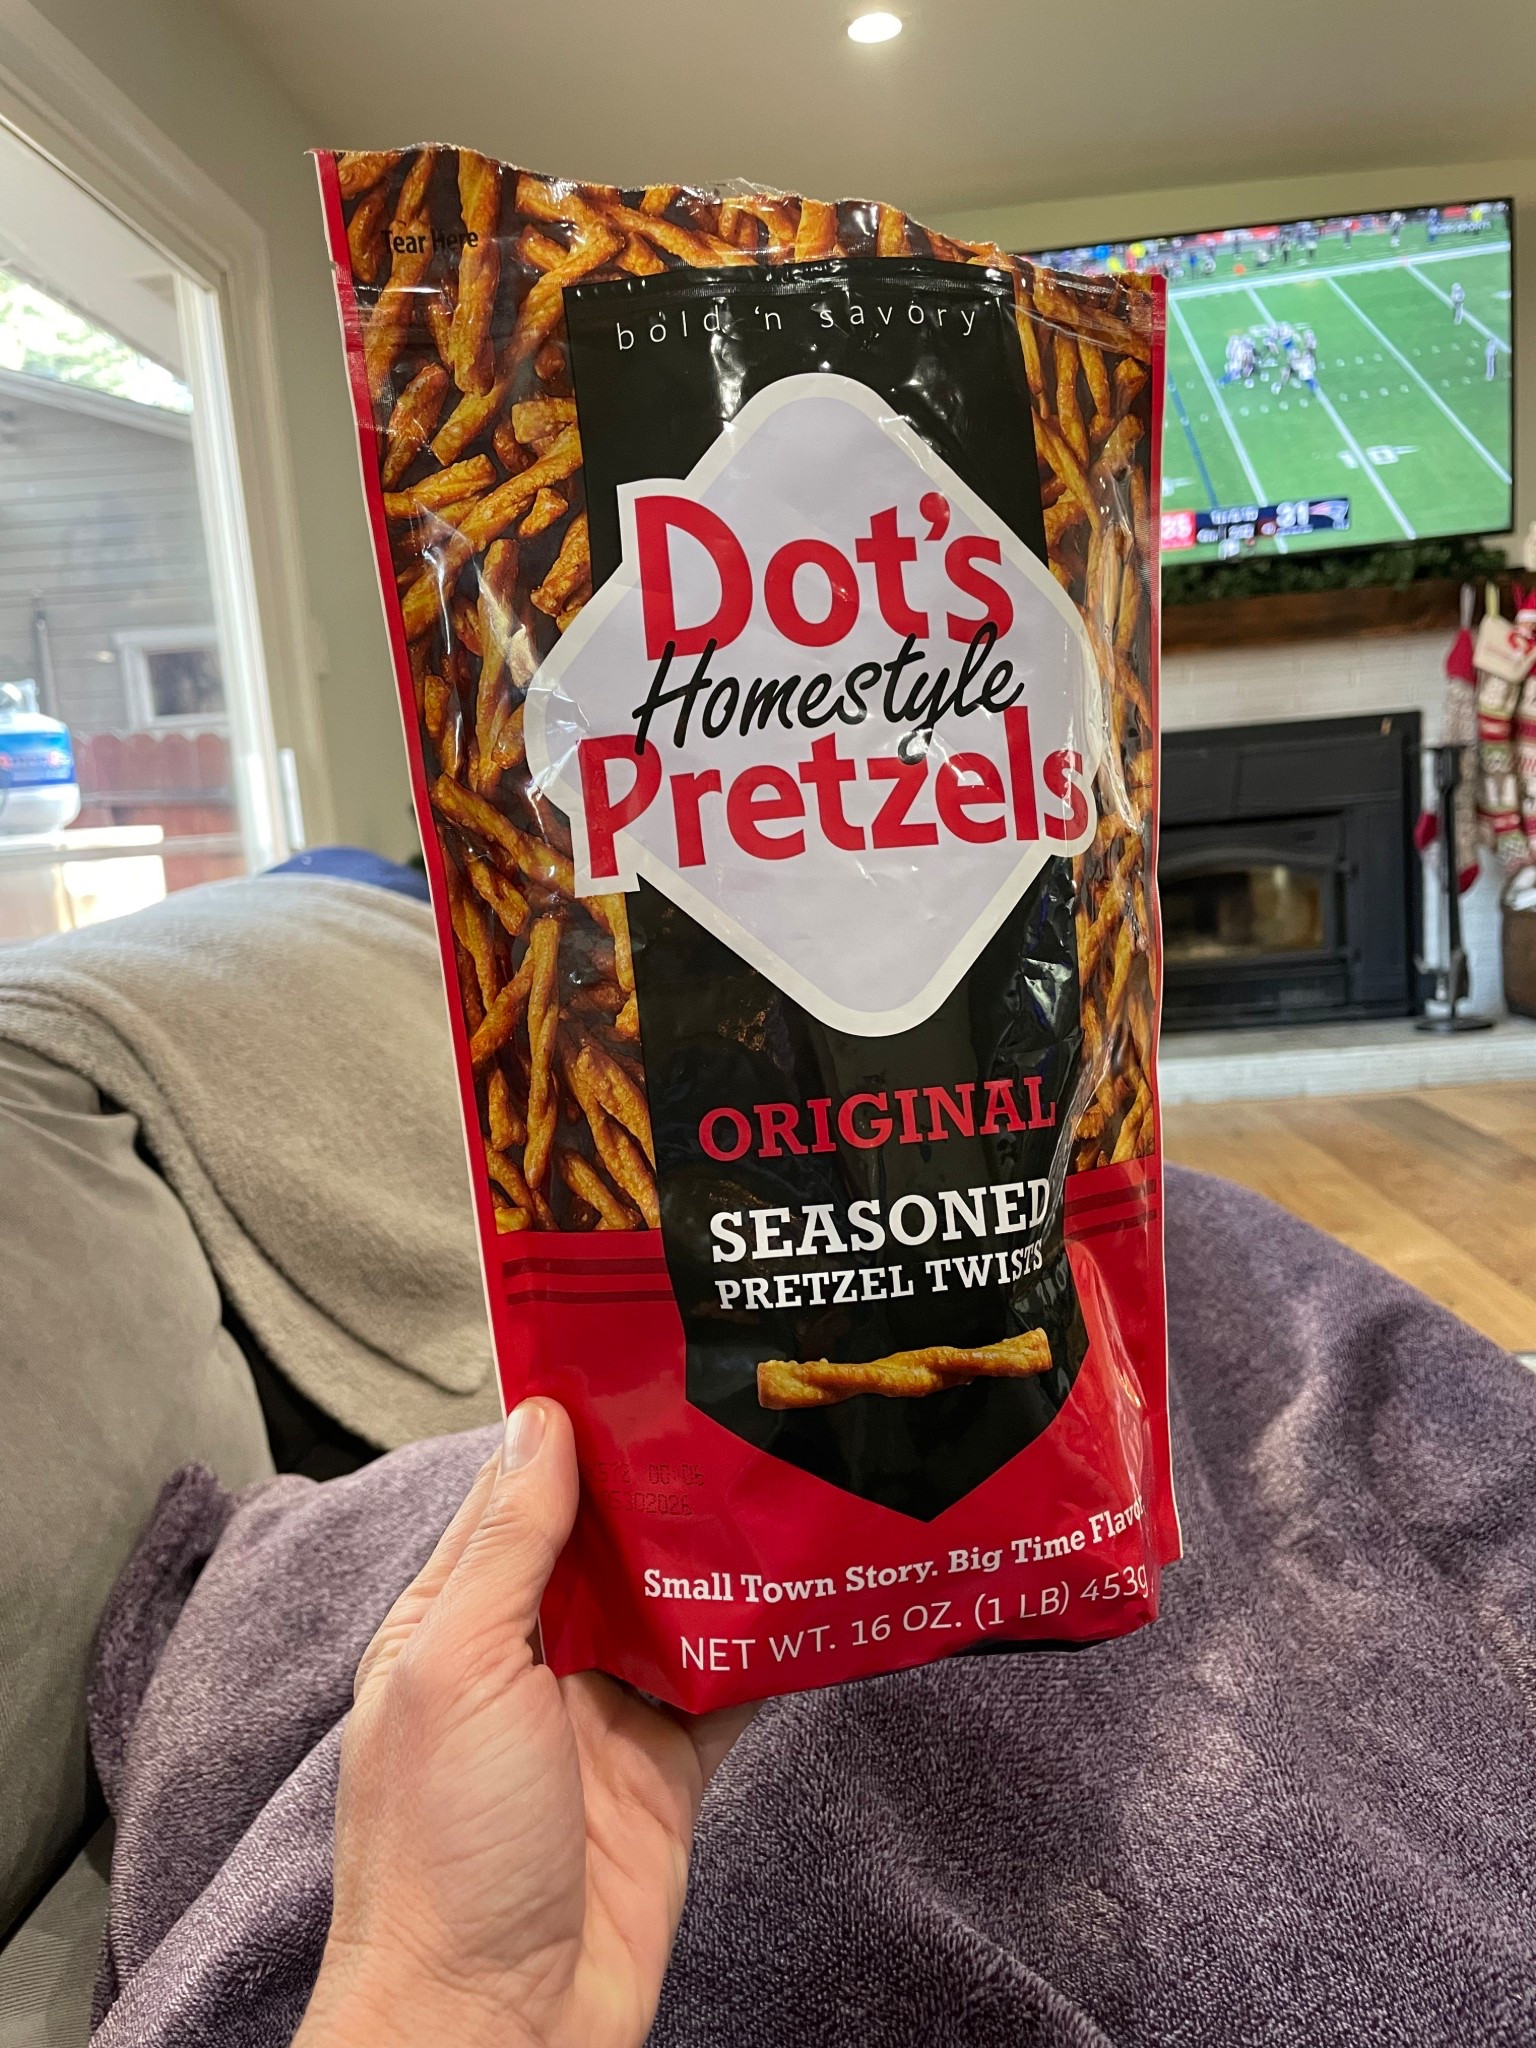 Tear Here
bold 'n savory
Dot's
Homestyle
Pretzels
ORIGINAL
SEASONED
PRETZEL TWISTS
Small Town Story. Big Time Flavor.
NET WT. 16 OZ. (1 LB) 453g
31